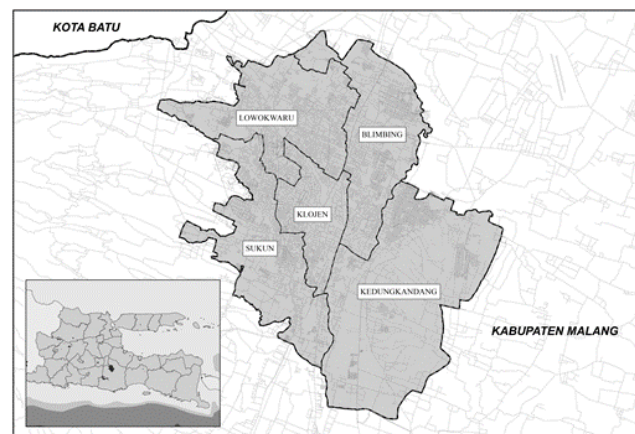 KOTA BATU
LOWOKWARU
BLIMBING
KLOJEN
SUKUN
KEDUNGKANDANG
KABUPATEN MALANG